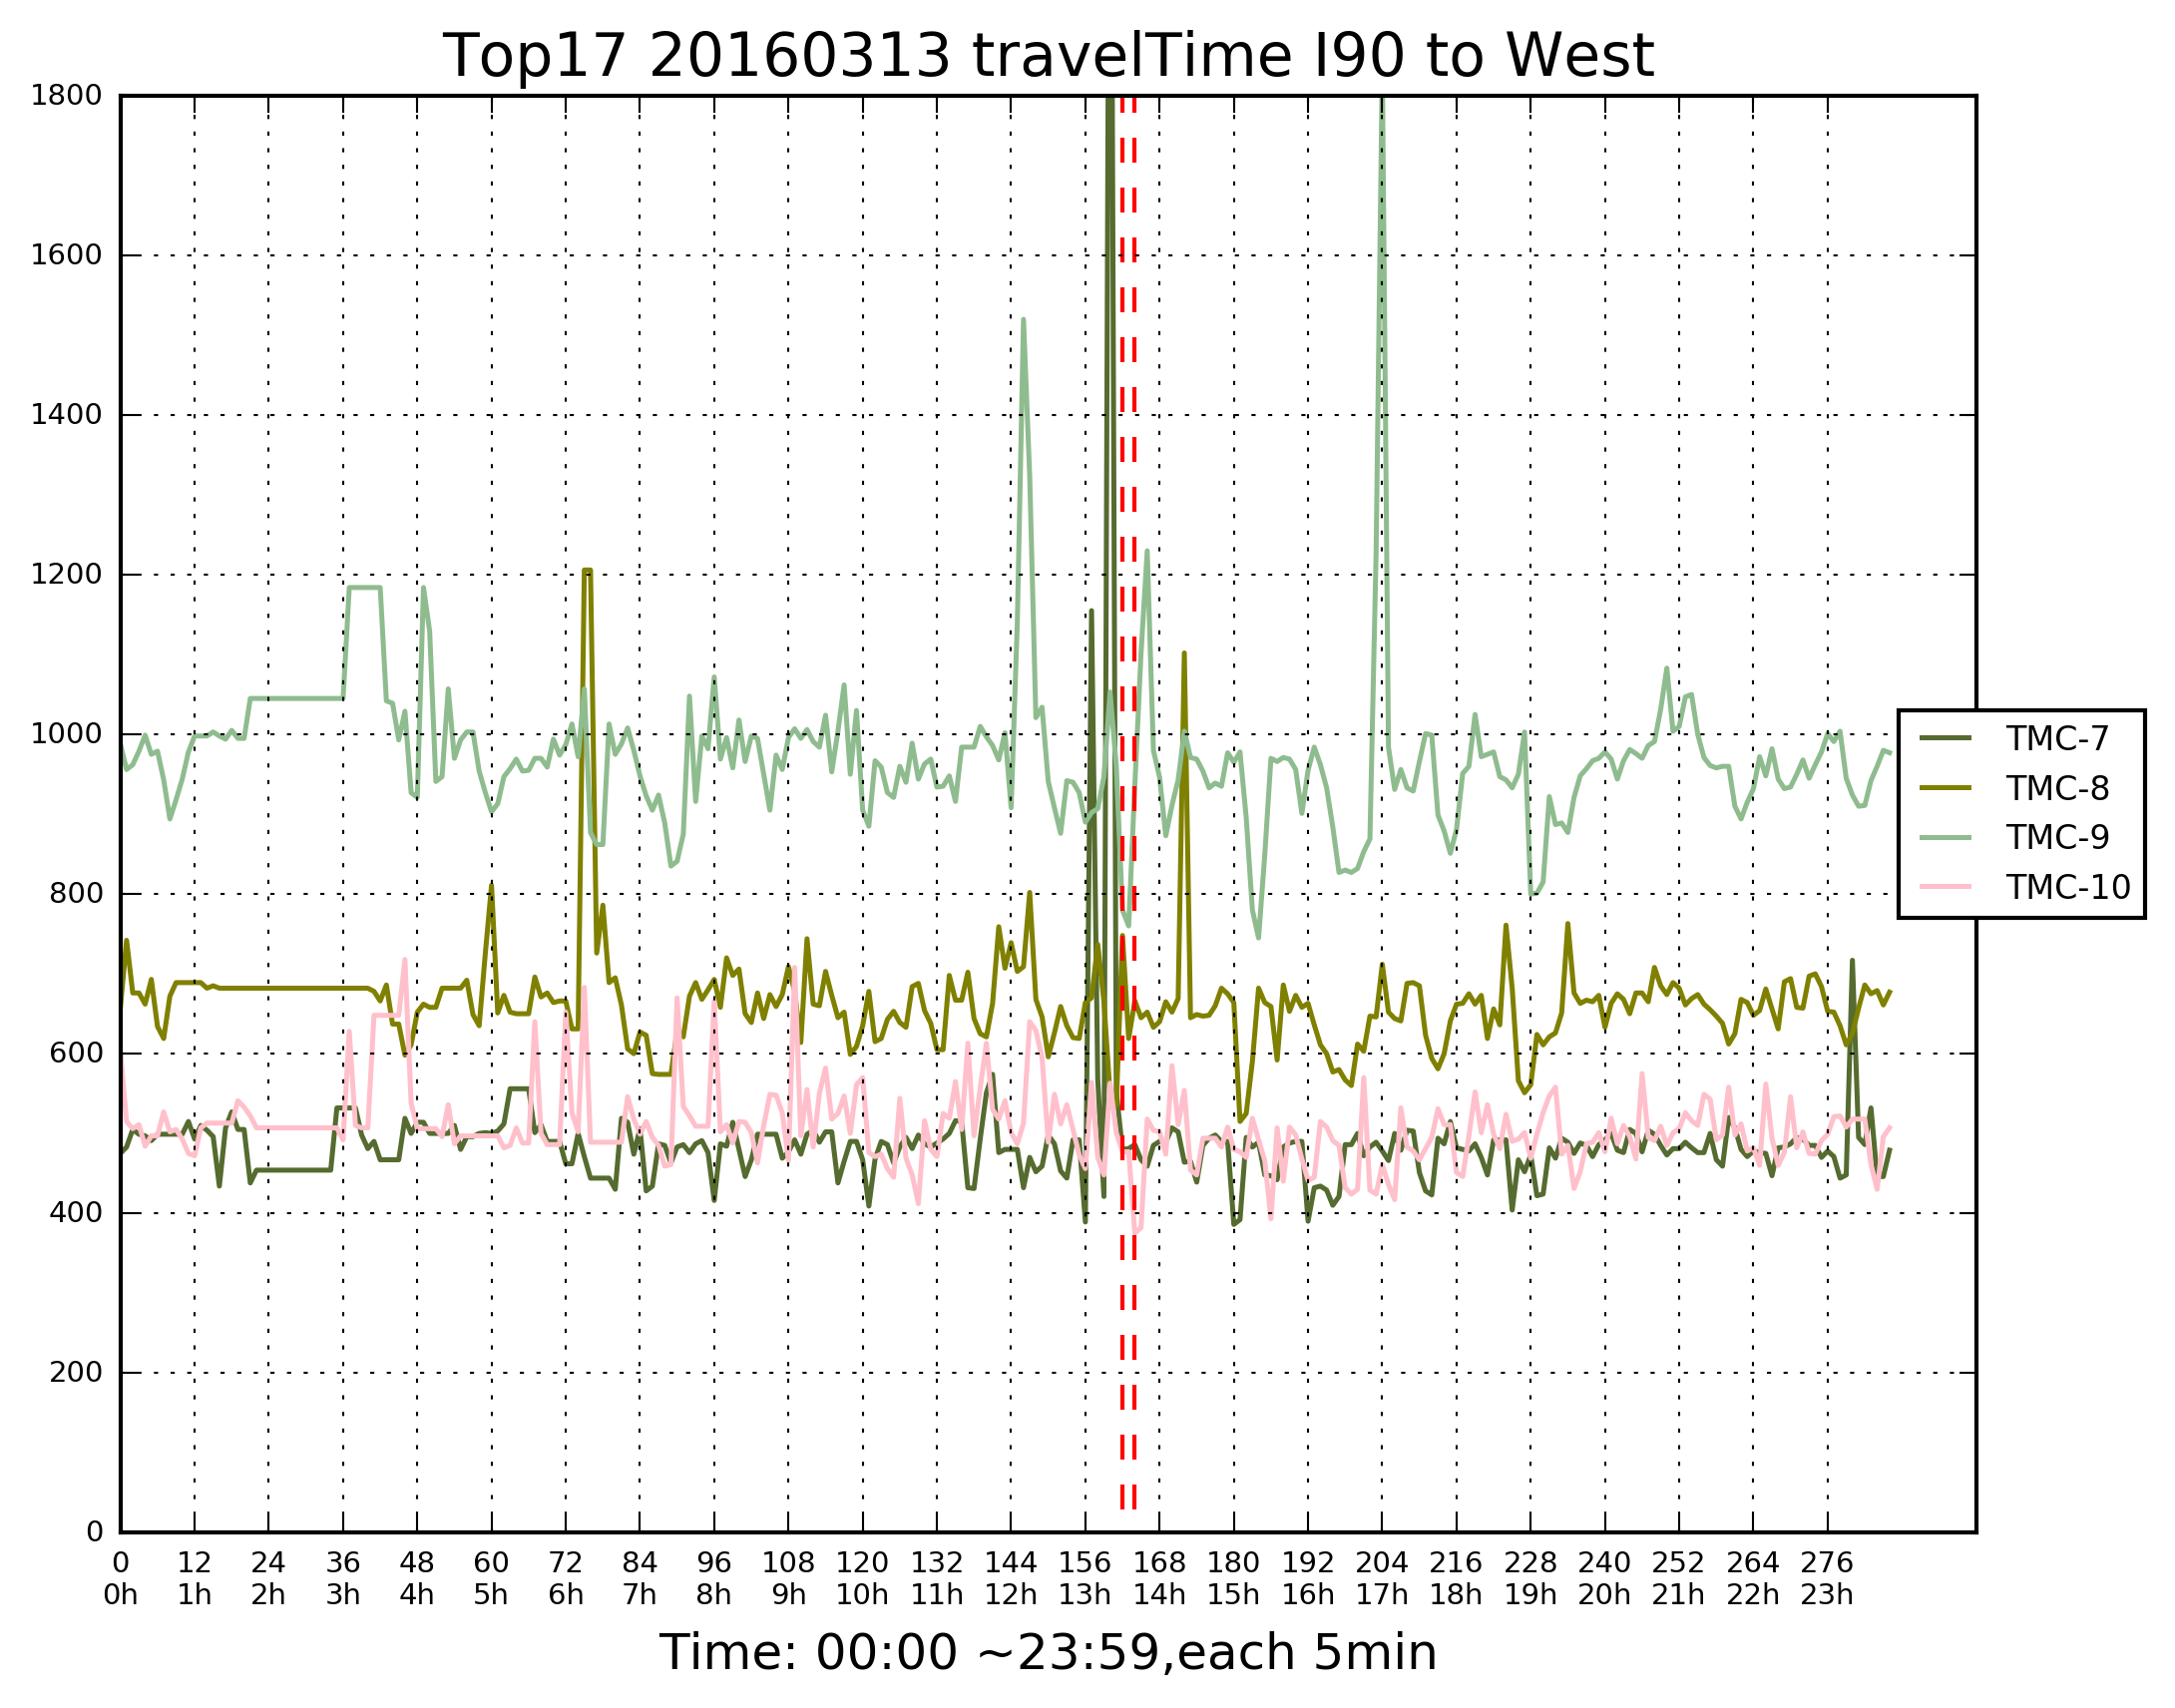 Top17 20160313 travelTime I90 to West
1800
1600
1400
1200
1000
800
600
400
200
0
TMC-7
TMC-8
TMC-9
TMC-10
0 12 24 36 48 60 72 84 96 108 120 132 144 156 168 180 192 204 216 228 240 252 264 276
0h 1h 2h 3h 4h 5h 6h 7h 8h 9h 10h 11h 12h 13h 14h 15h 16h 17h 18h 19h 20h 21h 22h 23h
Time: 00:00 ~23:59,each 5min